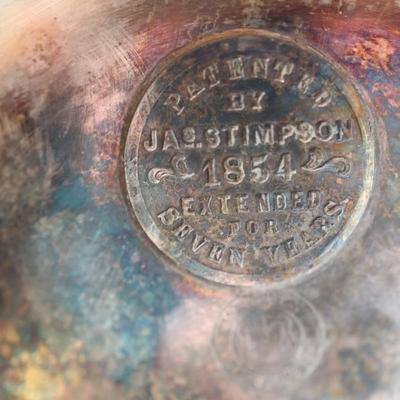 PATENTED
BY
JAS. STIMPSON
1854
EXTENDED
FOR
SEVEN YEARS